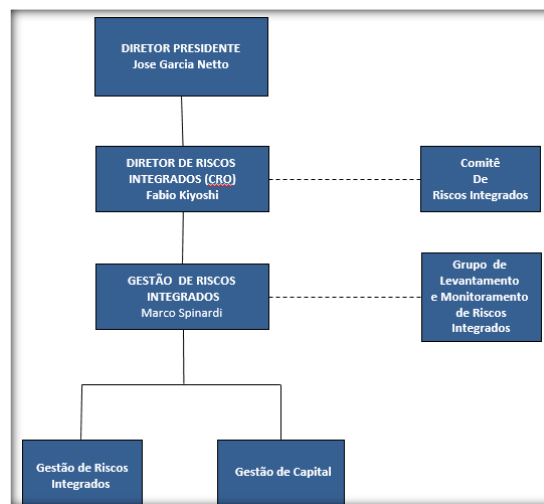 DIRETOR PRESIDENTE
Jose Garcia Netto
DIRETOR DE RISCOS
INTEGRADOS (CRO)
Fabio Kiyoshi
Comitê
De
Riscos Integrados
GESTÃO DE RISCOS
INTEGRADOS
Marco Spinardi
Grupo de
Levantamento
e Monitoramento
de Riscos
Integrados
Gestão de Riscos
Integrados
Gestão de Capital